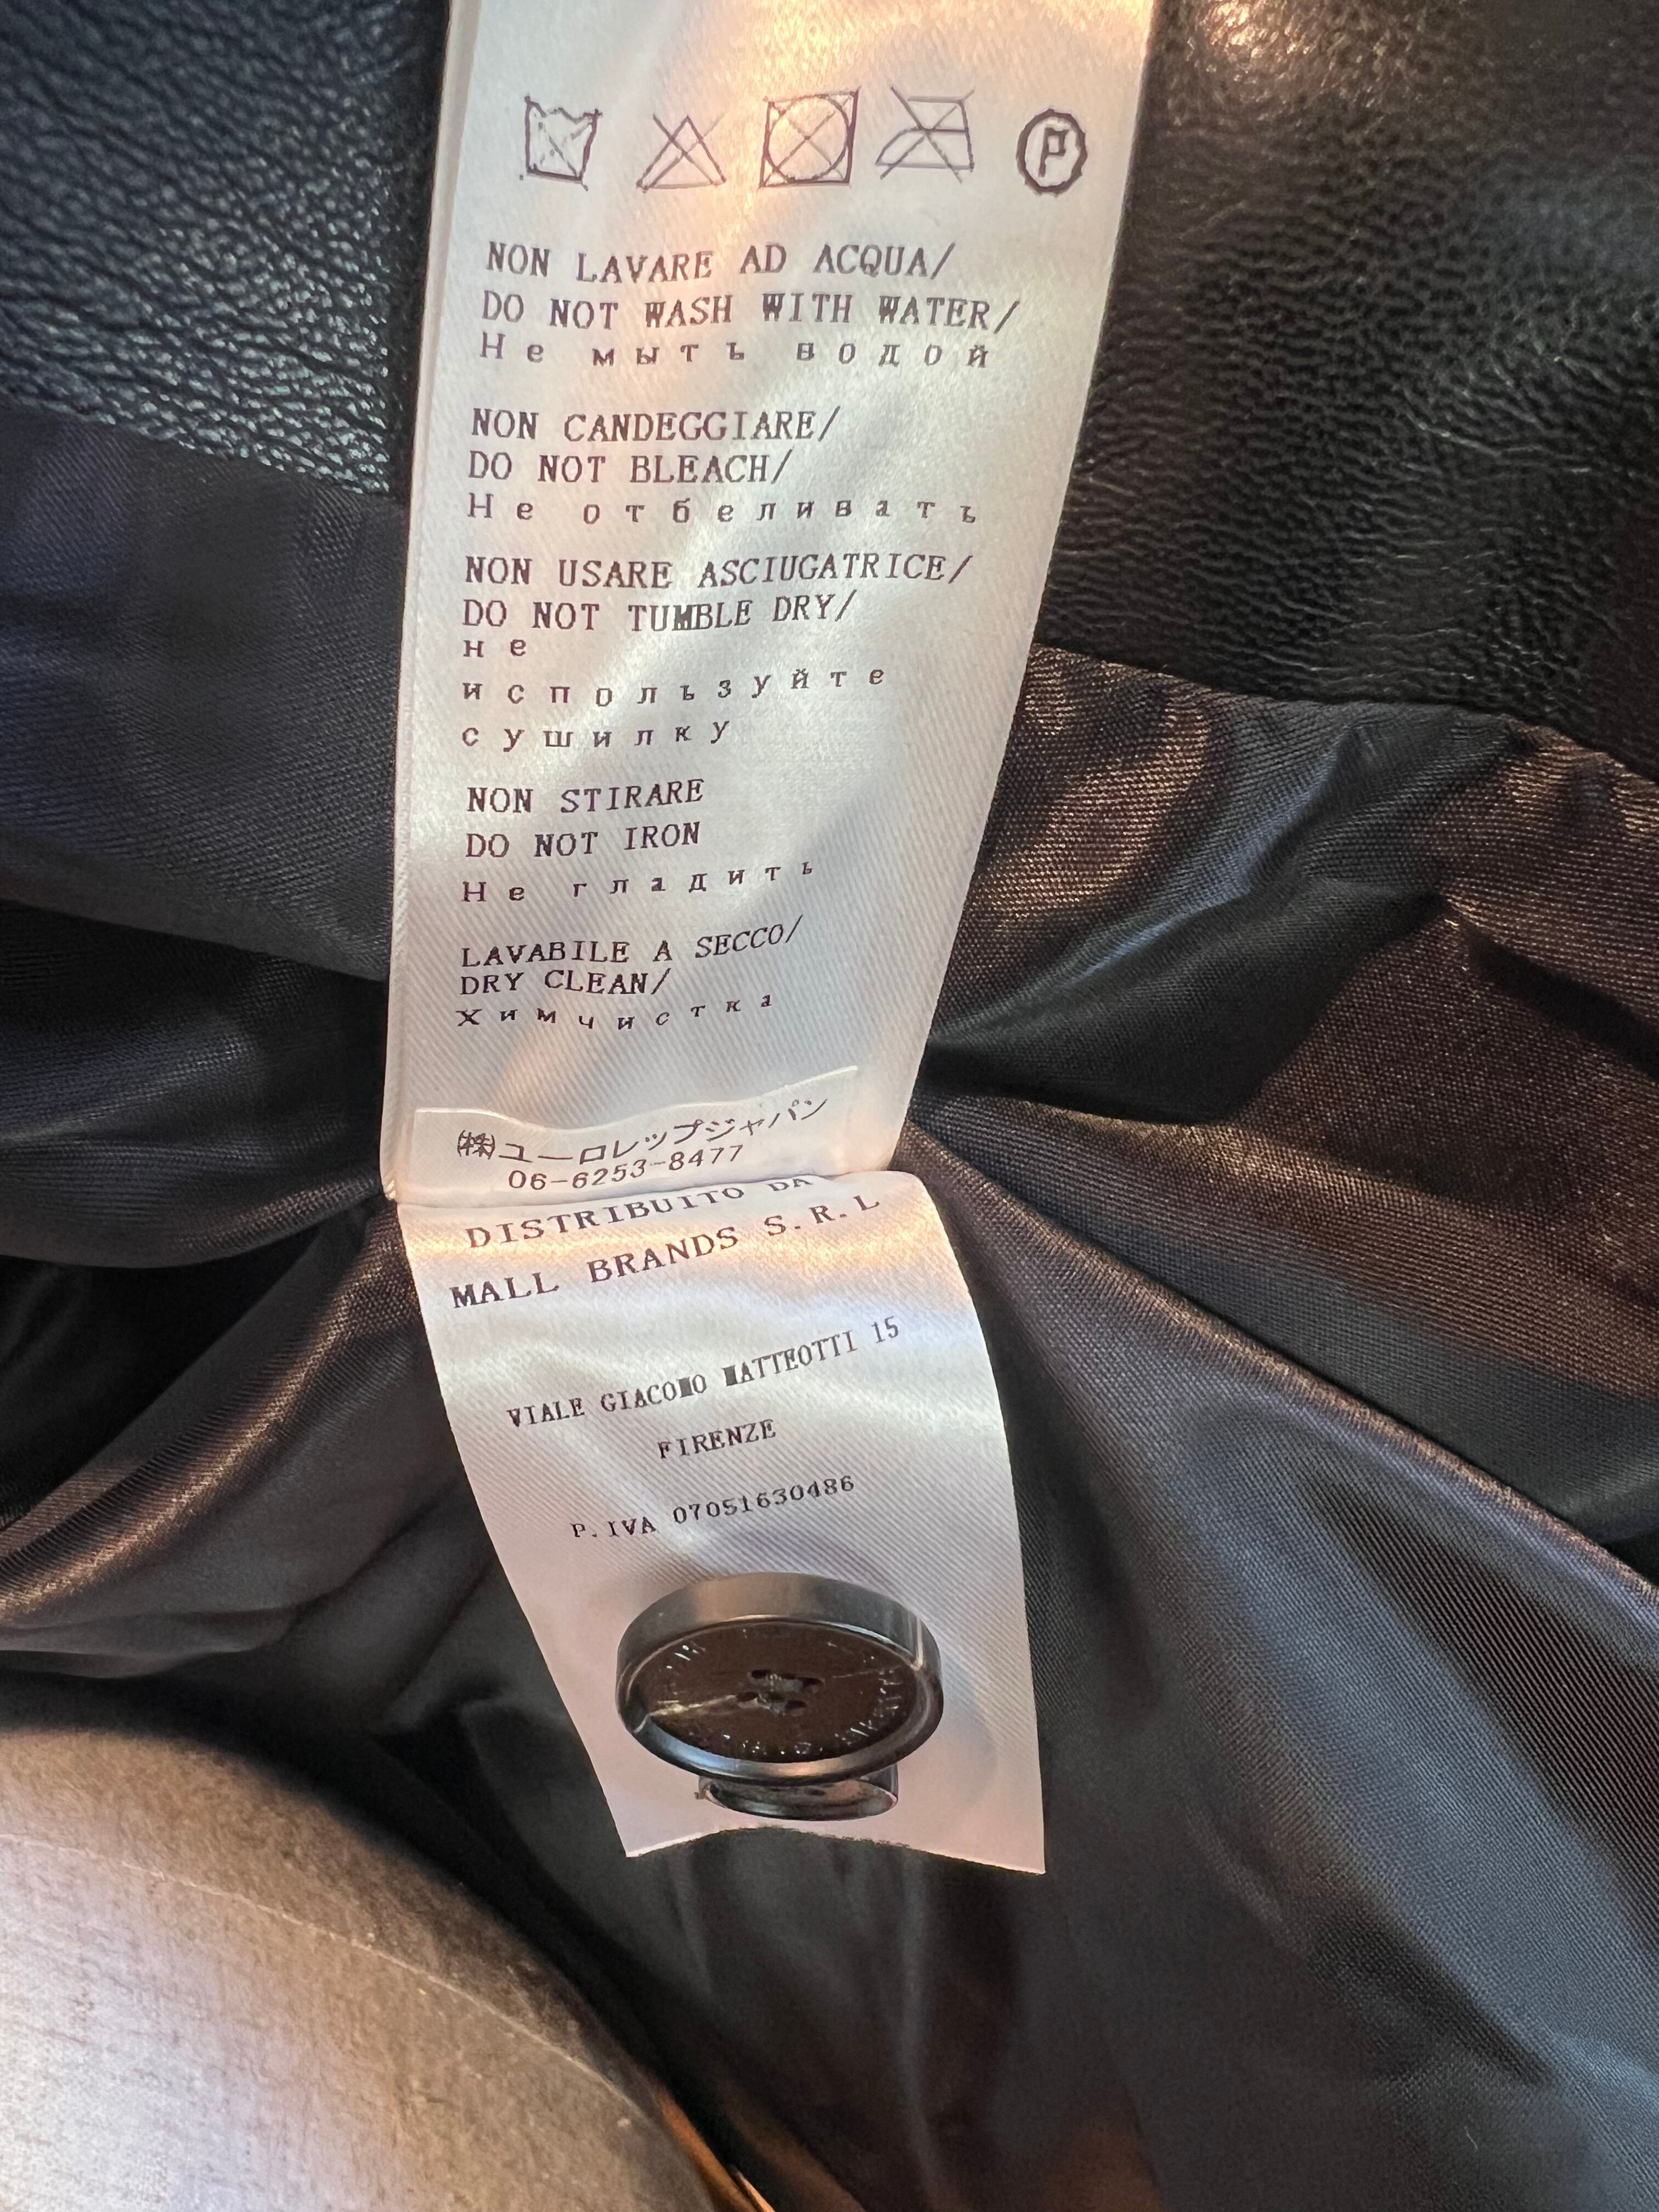 P
NON LAVARE AD ACQUA/
DO NOT WASH WITH WATER/
Не мыть водой
NON CANDEGGIARE/
DO NOT BLEACH/
Не отбеливать
NON USARE ASCIUGATRICE/
DO NOT TUMBLE DRY/
не
используйте
сушилку
NON STIRARE
DO NOT IRON
Не гладить
LAVABILE A SECCO/
DRY CLEAN/
Химчистка
㈱ユーロレップジャパン
06-6253-8477
DISTRIBUITO DA
MALL BRANDS S.R.L
VIALE GIACOMO MATTEOTTI 15
FIRENZE
P.IVA 07051630486